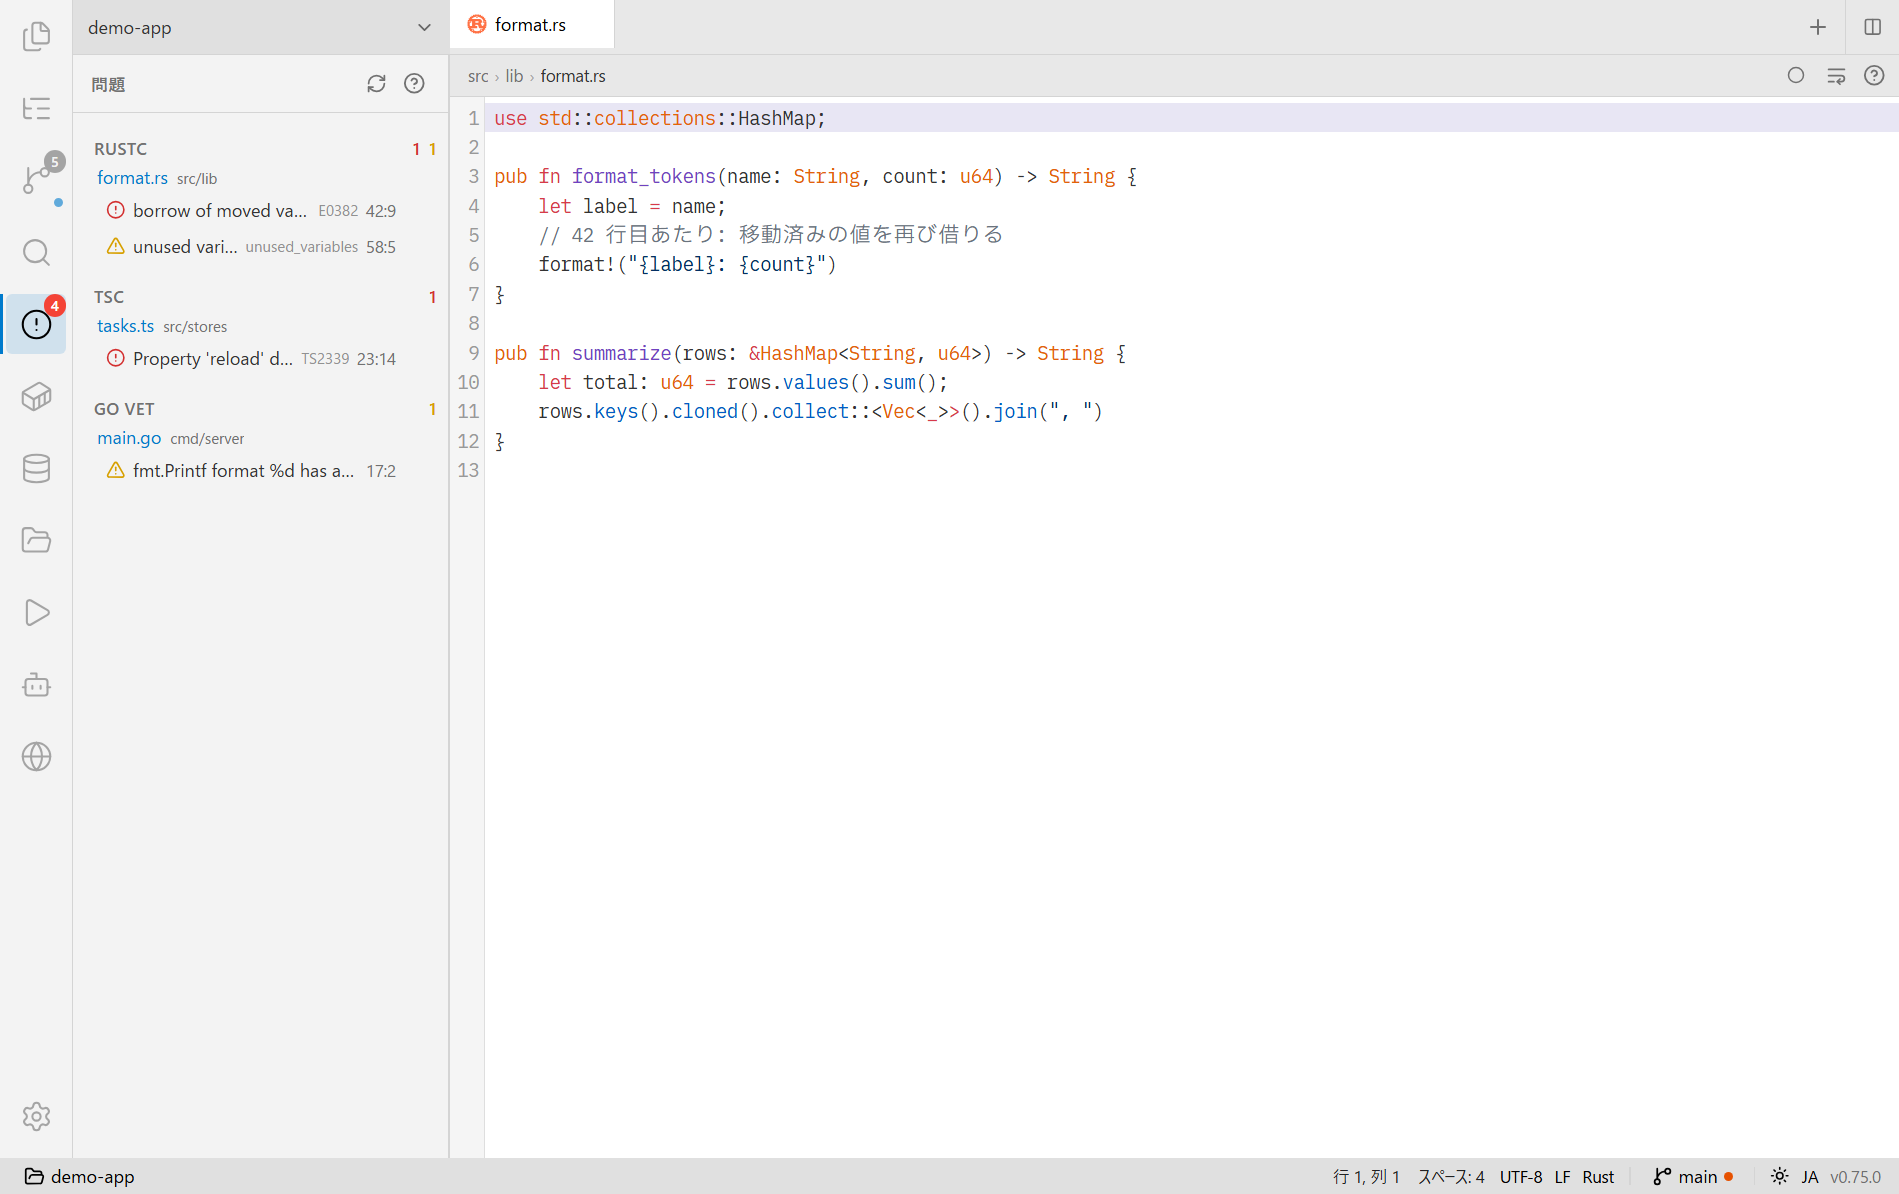 demo-app
format.rs
問題
src › lib › format.rs
5
4
RUSTC 1 1
format.rs src/lib
borrow of moved va... E0382 42:9
unused vari... unused_variables 58:5
TSC 1
tasks.ts src/stores
Property 'reload' d... TS2339 23:14
GO VET 1
main.go cmd/server
fmt.Printf format %d has a... 17:2
1 use std::collections::HashMap;
2
3 pub fn format_tokens(name: String, count: u64) -> String {
4     let label = name;
5     // 42 行目あたり: 移動済みの値を再び借りる
6     format!("{label}: {count}")
7 }
8
9 pub fn summarize(rows: &HashMap<String, u64>) -> String {
10     let total: u64 = rows.values().sum();
11     rows.keys().cloned().collect::<Vec<_>>().join(", ")
12 }
13
demo-app
行 1, 列 1 スペース: 4 UTF-8 LF Rust main JA v0.75.0